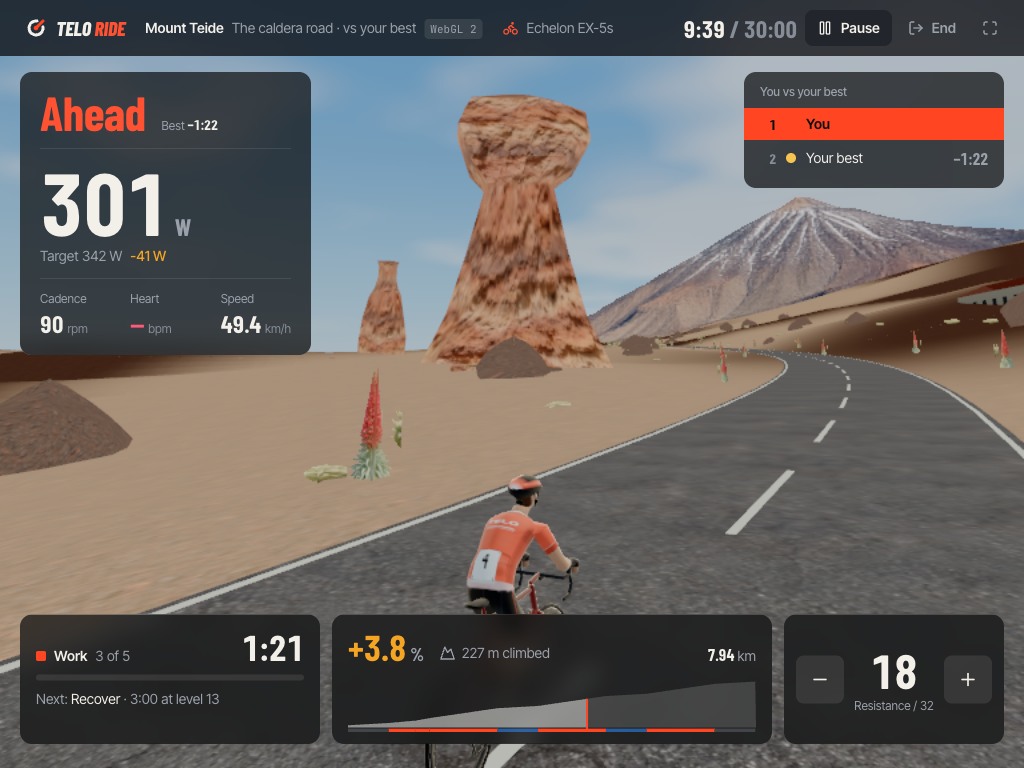 TELO RIDE
Mount Teide The caldera road · vs your best WebGL 2 Echelon EX-5s 9:39 / 30:00 Pause End
Ahead Best −1:22
301 W
Target 342 W -41 W
Cadence Heart Speed
90 rpm – bpm 49.4 km/h
You vs your best
1 You
2 Your best −1:22
TELO
4
Work 3 of 5 1:21
Next: Recover · 3:00 at level 13
+3.8 % 227 m climbed 7.94 km
− 18 +
Resistance / 32